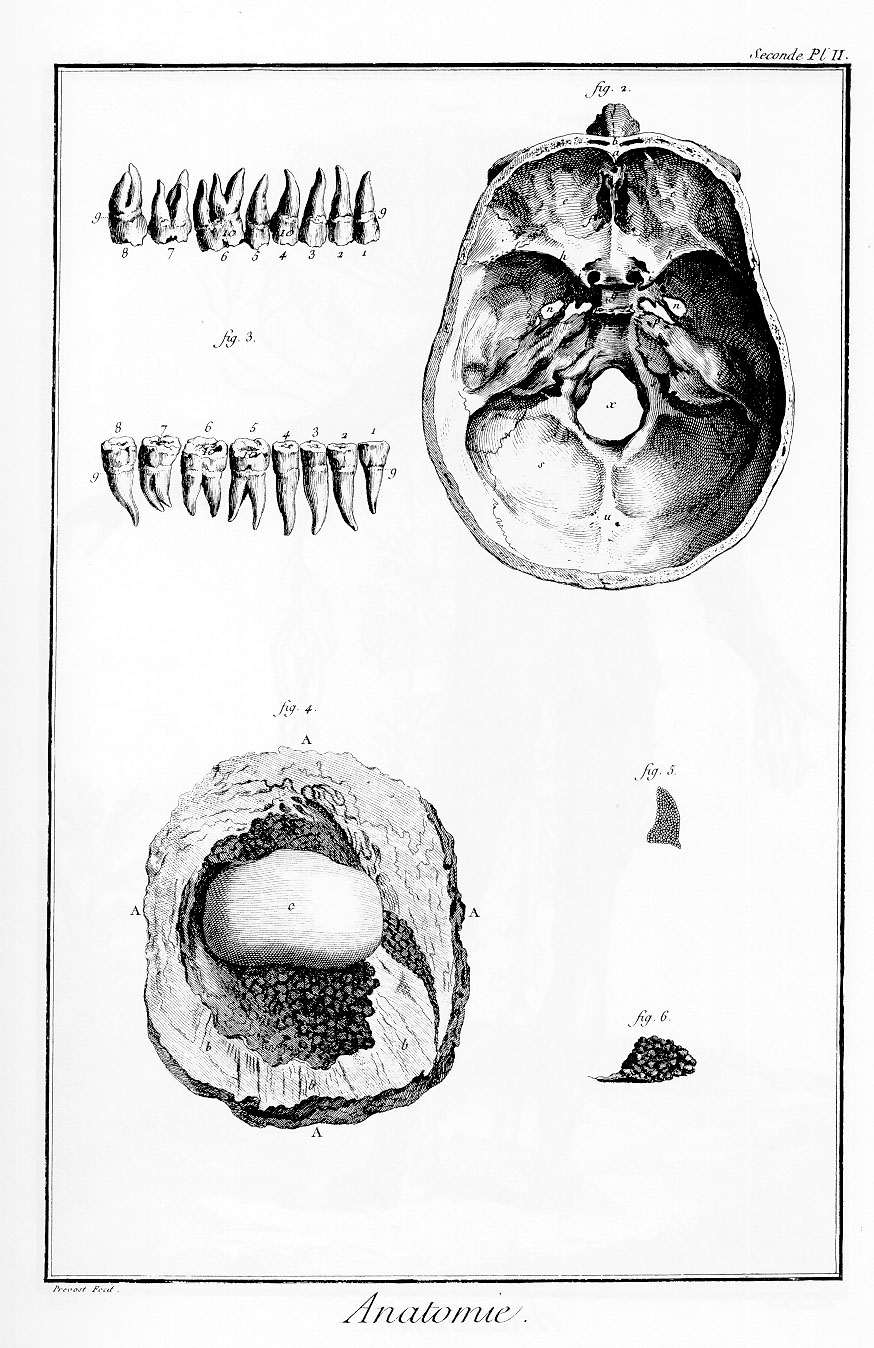 Seconde Pl II.
fig. 2.
b
a
c
h
h
n
n
x
s
s
u
9
9
10
10
8 7 6 5 4 3 2 1
fig. 3.
8 7 6 5 4 3 2 1
9
9
fig. 4.
A
A
c
A
b
b
b
A
fig. 5.
fig. 6.
Prevost Fecit.
Anatomie.